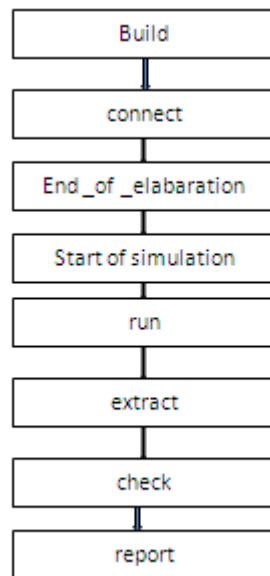 Build
connect
End _of _elabaration
Start of simulation
run
extract
check
report